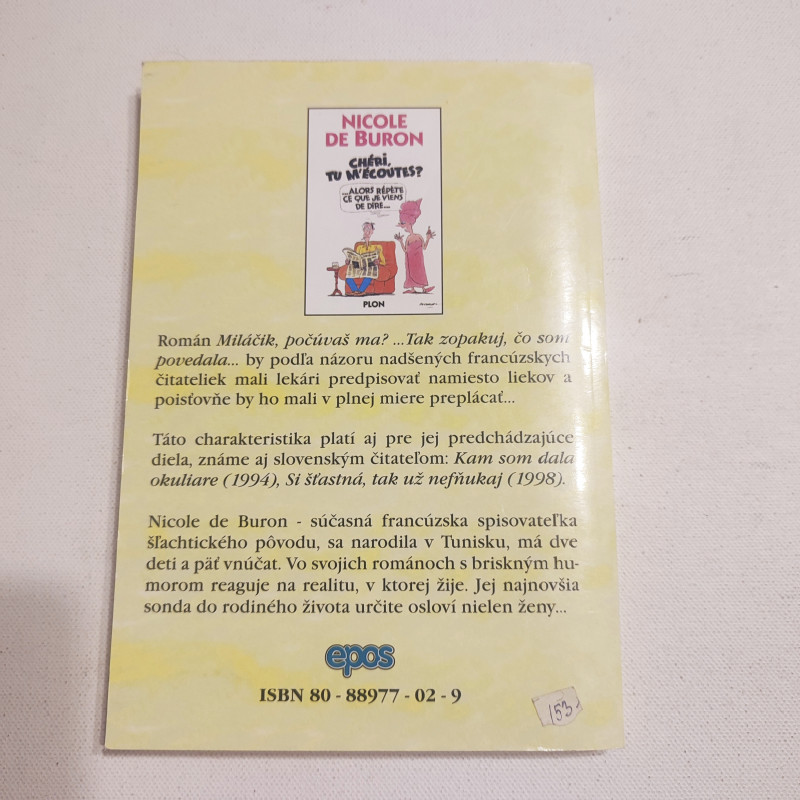 NICOLE
DE BURON
CHÉRI,
TU M'ÉCOUTES?
...ALORS RÉPÈTE
CE QUE JE VIENS
DE DIRE...
PLON
Román Miláčik, počúvaš ma? ...Tak zopakuj, čo som
povedala... by podľa názoru nadšených francúzskych
čitateliek mali lekári predpisovať namiesto liekov a
poisťovňe by ho mali v plnej miere preplácať...
Táto charakteristika platí aj pre jej predchádzajúce
diela, známe aj slovenským čitateľom: Kam som dala
okuliare (1994), Si šťastná, tak už nefňukaj (1998).
Nicole de Buron - súčasná francúzska spisovateľka
šľachtického pôvodu, sa narodila v Tunisku, má dve
deti a päť vnúčat. Vo svojich románoch s briskným hu-
morom reaguje na realitu, v ktorej žije. Jej najnovšia
sonda do rodiného života určite osloví nielen ženy...
epos
ISBN 80 - 88977 - 02 - 9
153,-